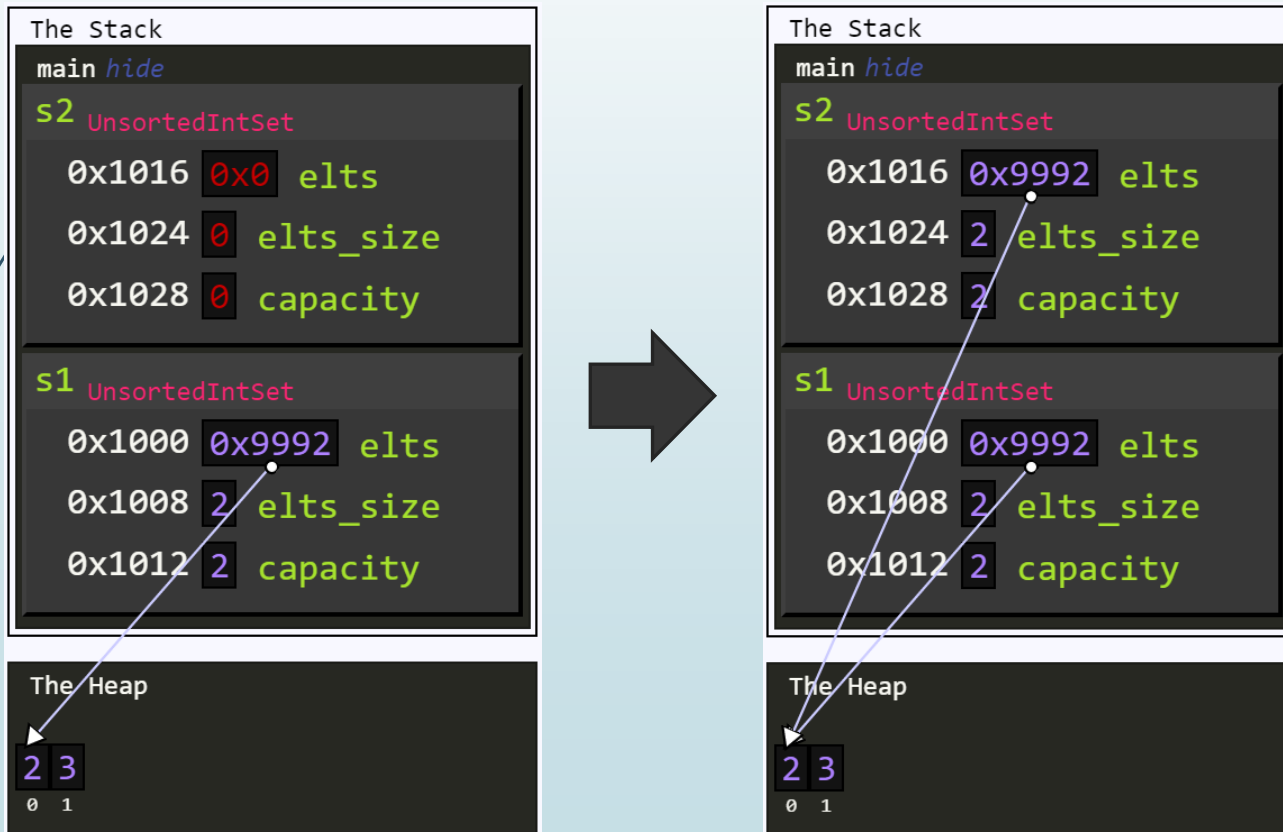 The Stack
main hide
s2 UnsortedIntSet
0x1016 0x0 elts
0x1024 0 elts_size
0x1028 0 capacity
s1 UnsortedIntSet
0x1000 0x9992 elts
0x1008 2 elts_size
0x1012 2 capacity
The Heap
2 3
0 1
The Stack
main hide
s2 UnsortedIntSet
0x1016 0x9992 elts
0x1024 2 elts_size
0x1028 2 capacity
s1 UnsortedIntSet
0x1000 0x9992 elts
0x1008 2 elts_size
0x1012 2 capacity
The Heap
2 3
0 1